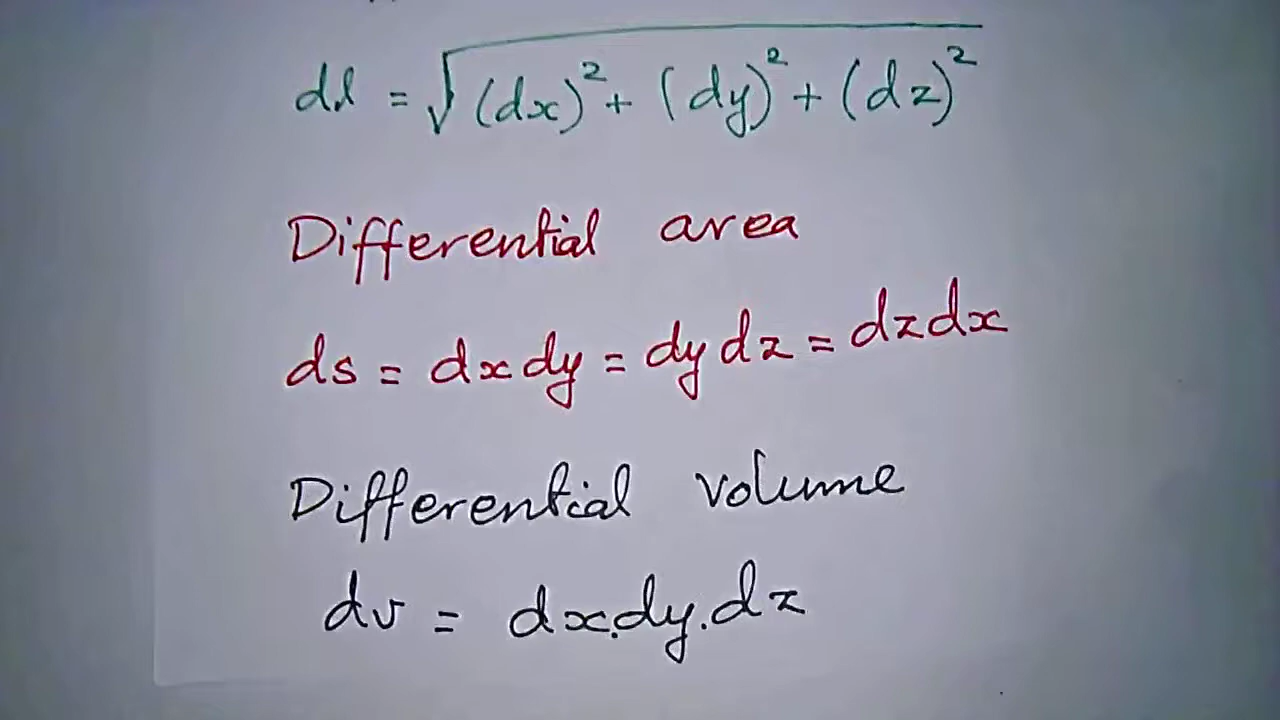 dl = √(dx)² + (dy)² + (dz)²
Differential area
ds = dxdy = dydz = dzdx
Differential volume
dv = dx.dy.dz